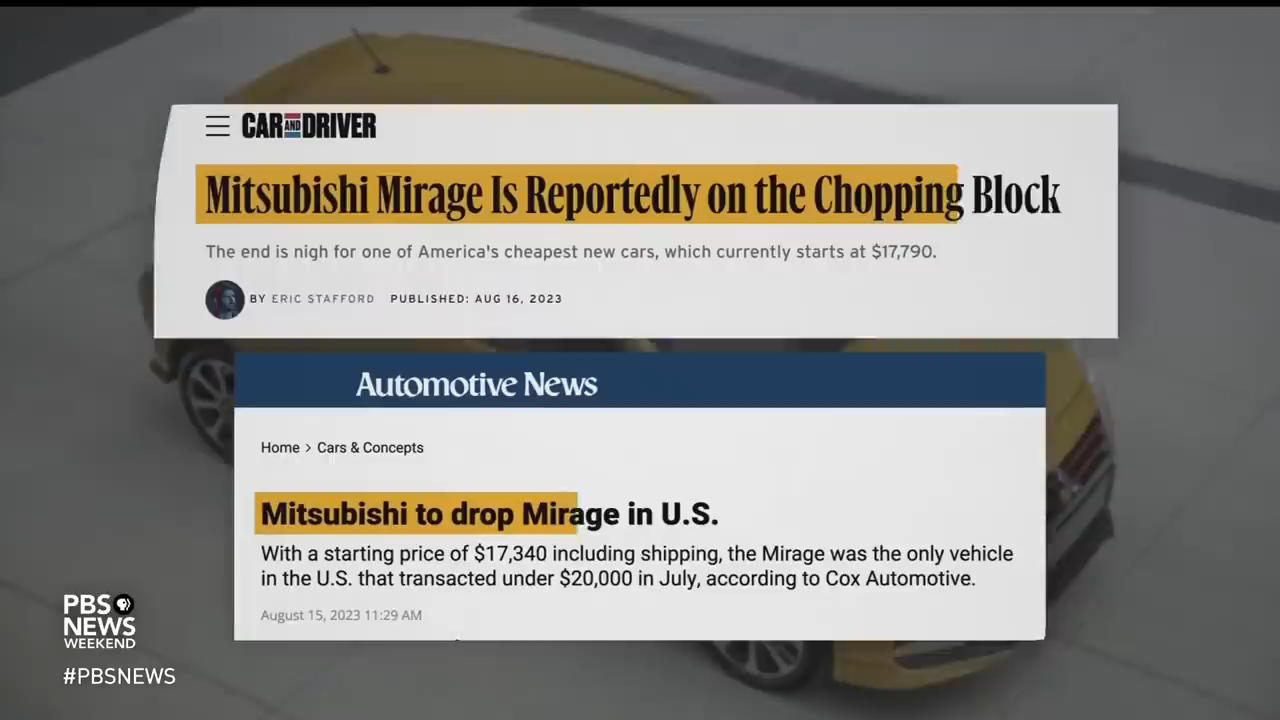 CAR AND DRIVER
Mitsubishi Mirage Is Reportedly on the Chopping Block
The end is nigh for one of America's cheapest new cars, which currently starts at $17,790.
BY ERIC STAFFORD PUBLISHED: AUG 16, 2023
Automotive News
Home > Cars & Concepts
Mitsubishi to drop Mirage in U.S.
With a starting price of $17,340 including shipping, the Mirage was the only vehicle
in the U.S. that transacted under $20,000 in July, according to Cox Automotive.
August 15, 2023 11:29 AM
PBS
NEWS
WEEKEND
#PBSNEWS